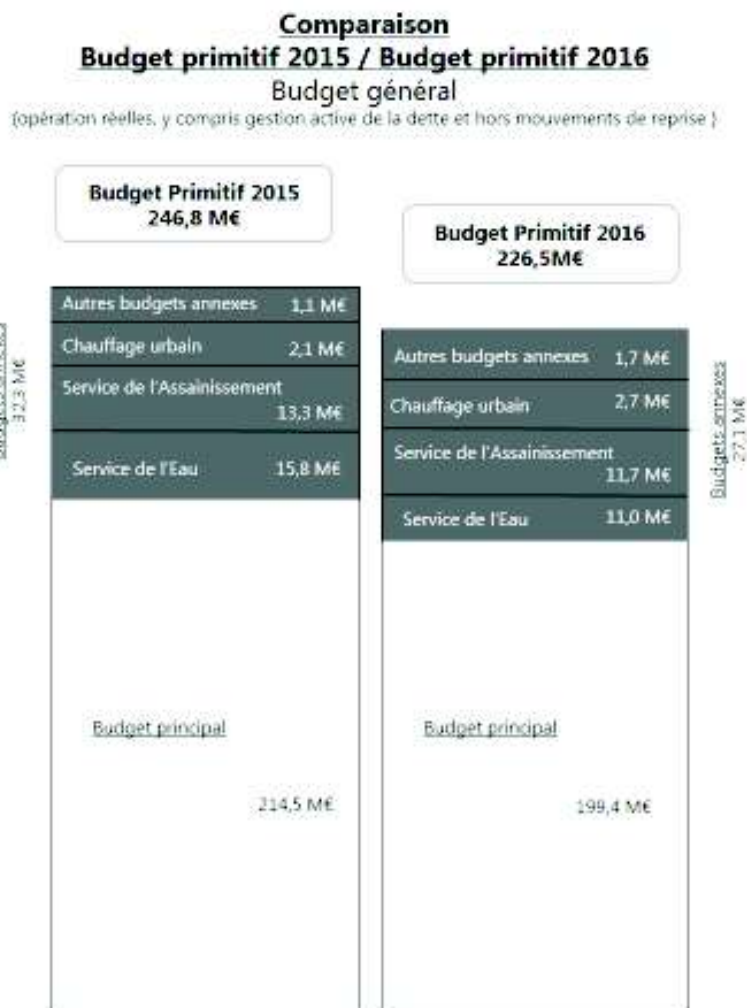 Comparaison
Budget primitif 2015 / Budget primitif 2016
Budget général
(opération réelles, y compris gestion active de la dette et hors mouvements de reprise )
Budget Primitif 2015
246,8 M€
Autres budgets annexes 1,1 M€
Chauffage urbain 2,1 M€
Service de l'Assainissement
13,3 M€
Service de l'Eau 15,8 M€
32,3 M€
Budget principal
214,5 M€
Budget Primitif 2016
226,5M€
Autres budgets annexes 1,7 M€
Chauffage urbain 2,7 M€
Service de l'Assainissement
11,7 M€
Service de l'Eau 11,0 M€
Budgets annexes
27,1 M€
Budget principal
199,4 M€